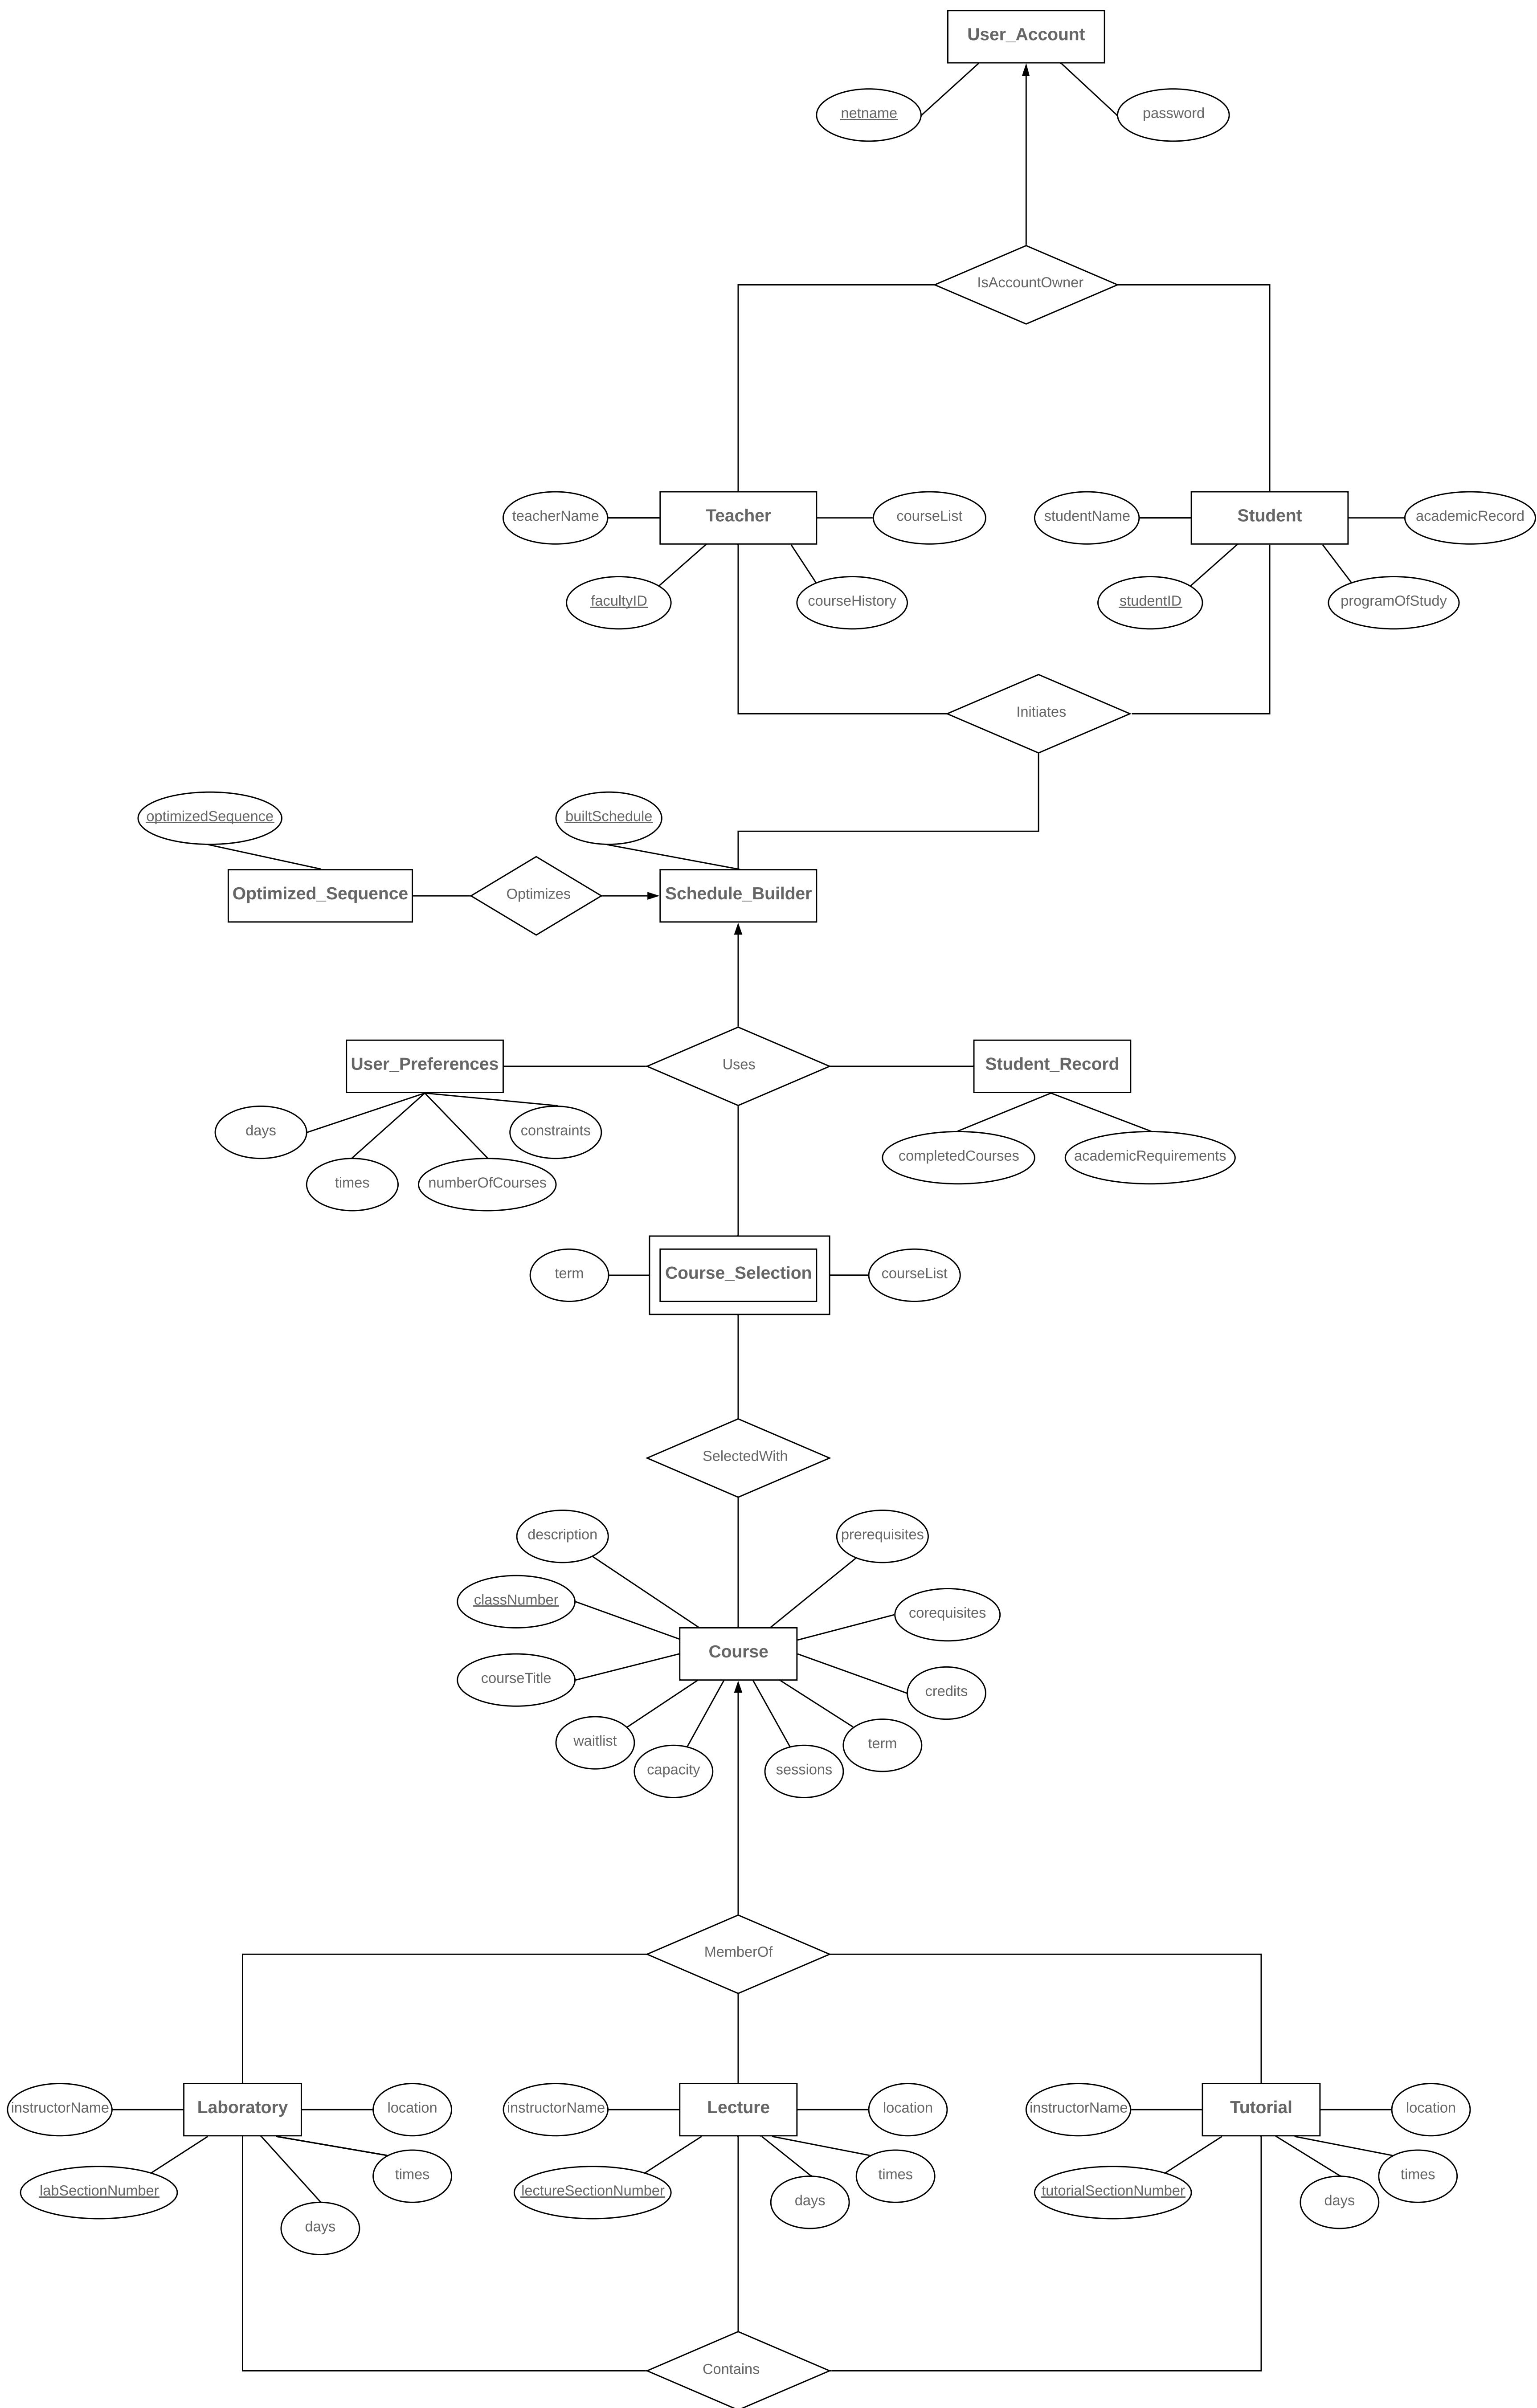 User_Account
netname
password
IsAccountOwner
teacherName
Teacher
courseList
studentName
Student
academicRecord
facultyID
courseHistory
studentID
programOfStudy
Initiates
optimizedSequence
builtSchedule
Optimized_Sequence
Optimizes
Schedule_Builder
User_Preferences
Uses
Student_Record
days
constraints
completedCourses
academicRequirements
times
numberOfCourses
term
Course_Selection
courseList
SelectedWith
description
prerequisites
classNumber
corequisites
Course
courseTitle
credits
waitlist
term
capacity
sessions
MemberOf
instructorName
Laboratory
location
instructorName
Lecture
location
instructorName
Tutorial
location
labSectionNumber
times
days
lectureSectionNumber
times
days
tutorialSectionNumber
times
days
Contains